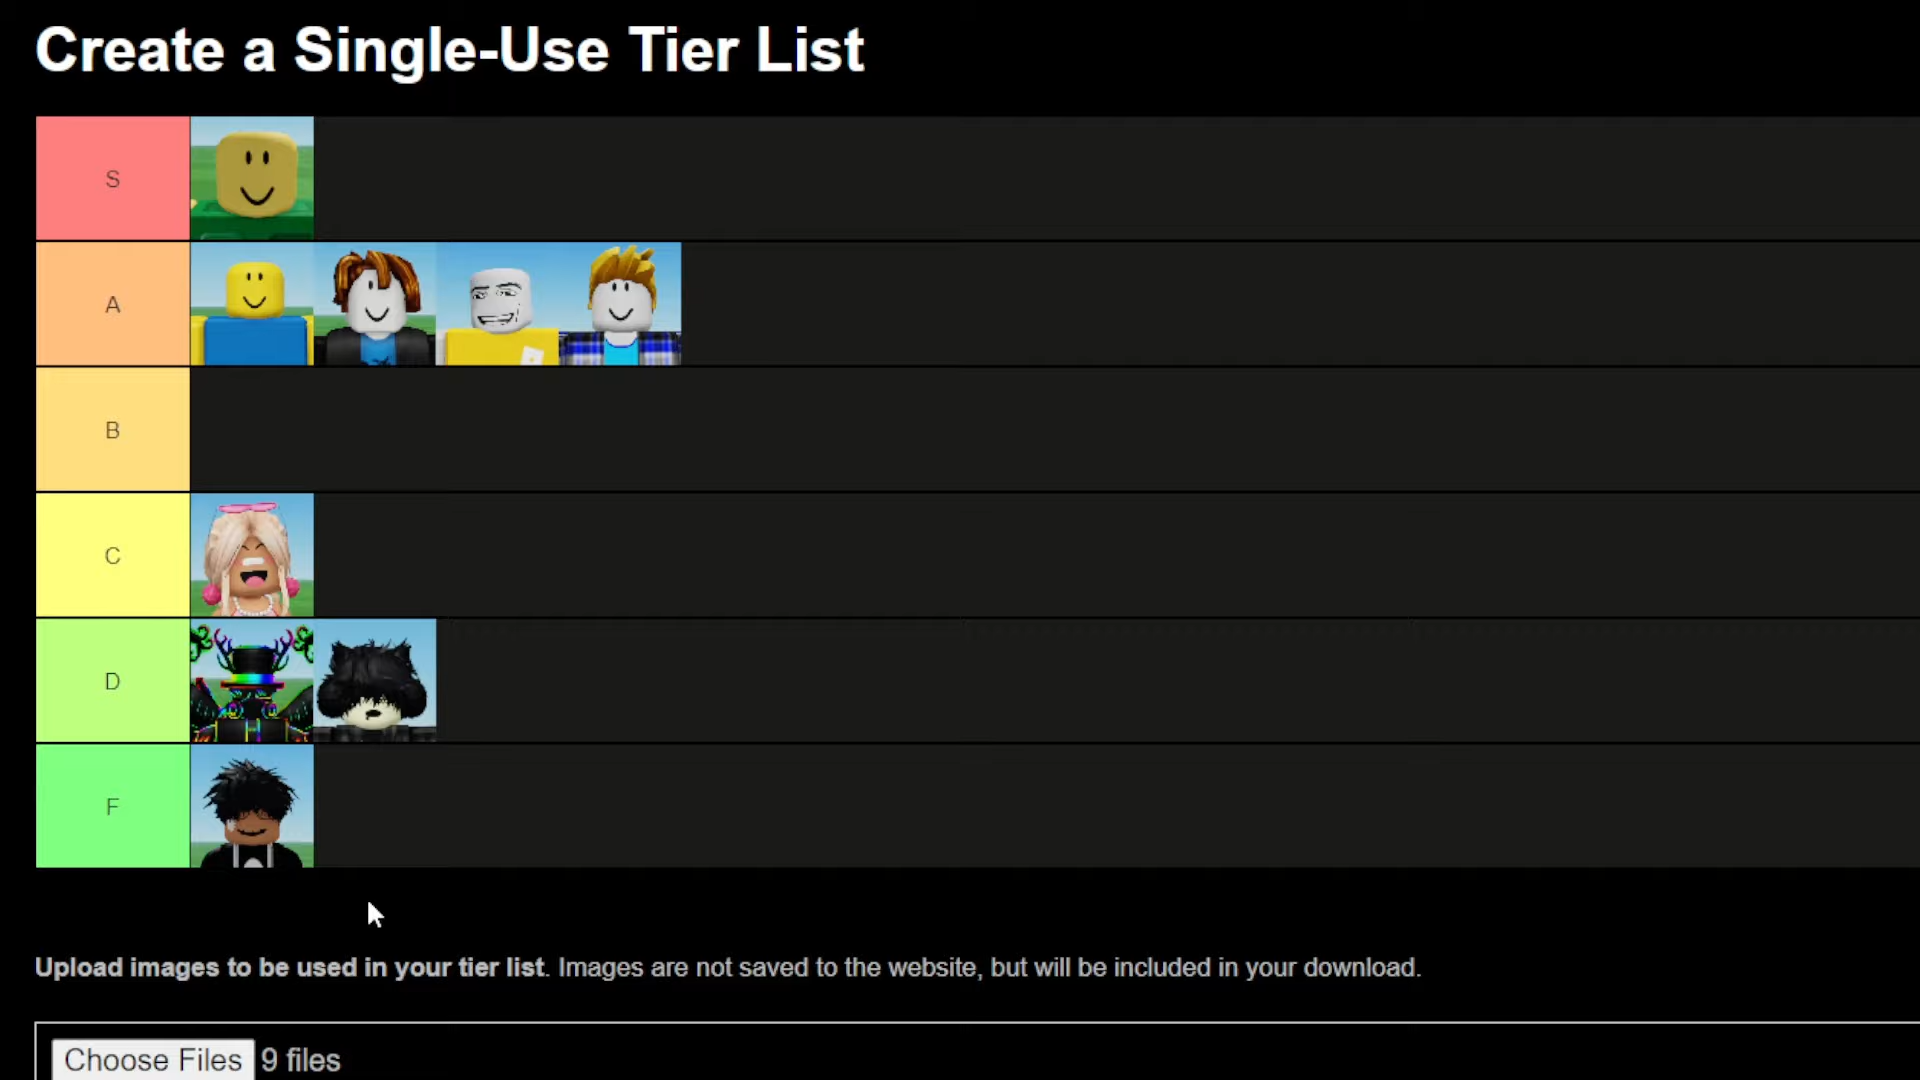 Create a Single-Use Tier List
S
A
B
C
D
F
Upload images to be used in your tier list. Images are not saved to the website, but will be included in your download.
Choose Files 9 files